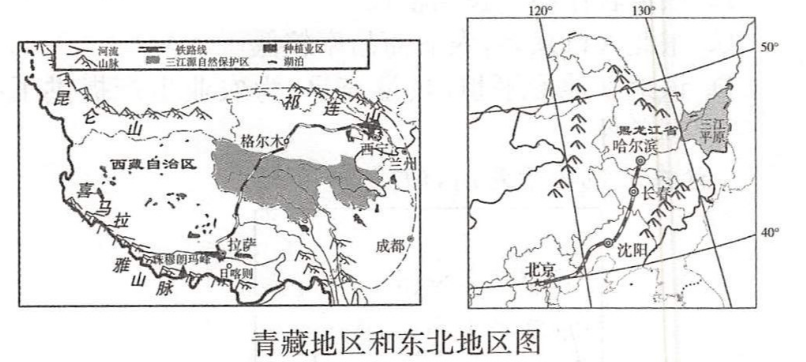 河流 铁路线 种植业区
山脉 三江源自然保护区 湖泊
昆仑山
祁连山
格尔木
西宁
兰州
西藏自治区
喜马拉雅山脉
拉萨
珠穆朗玛峰
日喀则
成都
120° 130°
50°
黑龙江省
三江
平原
哈尔滨
长春
沈阳
40°
北京
青藏地区和东北地区图